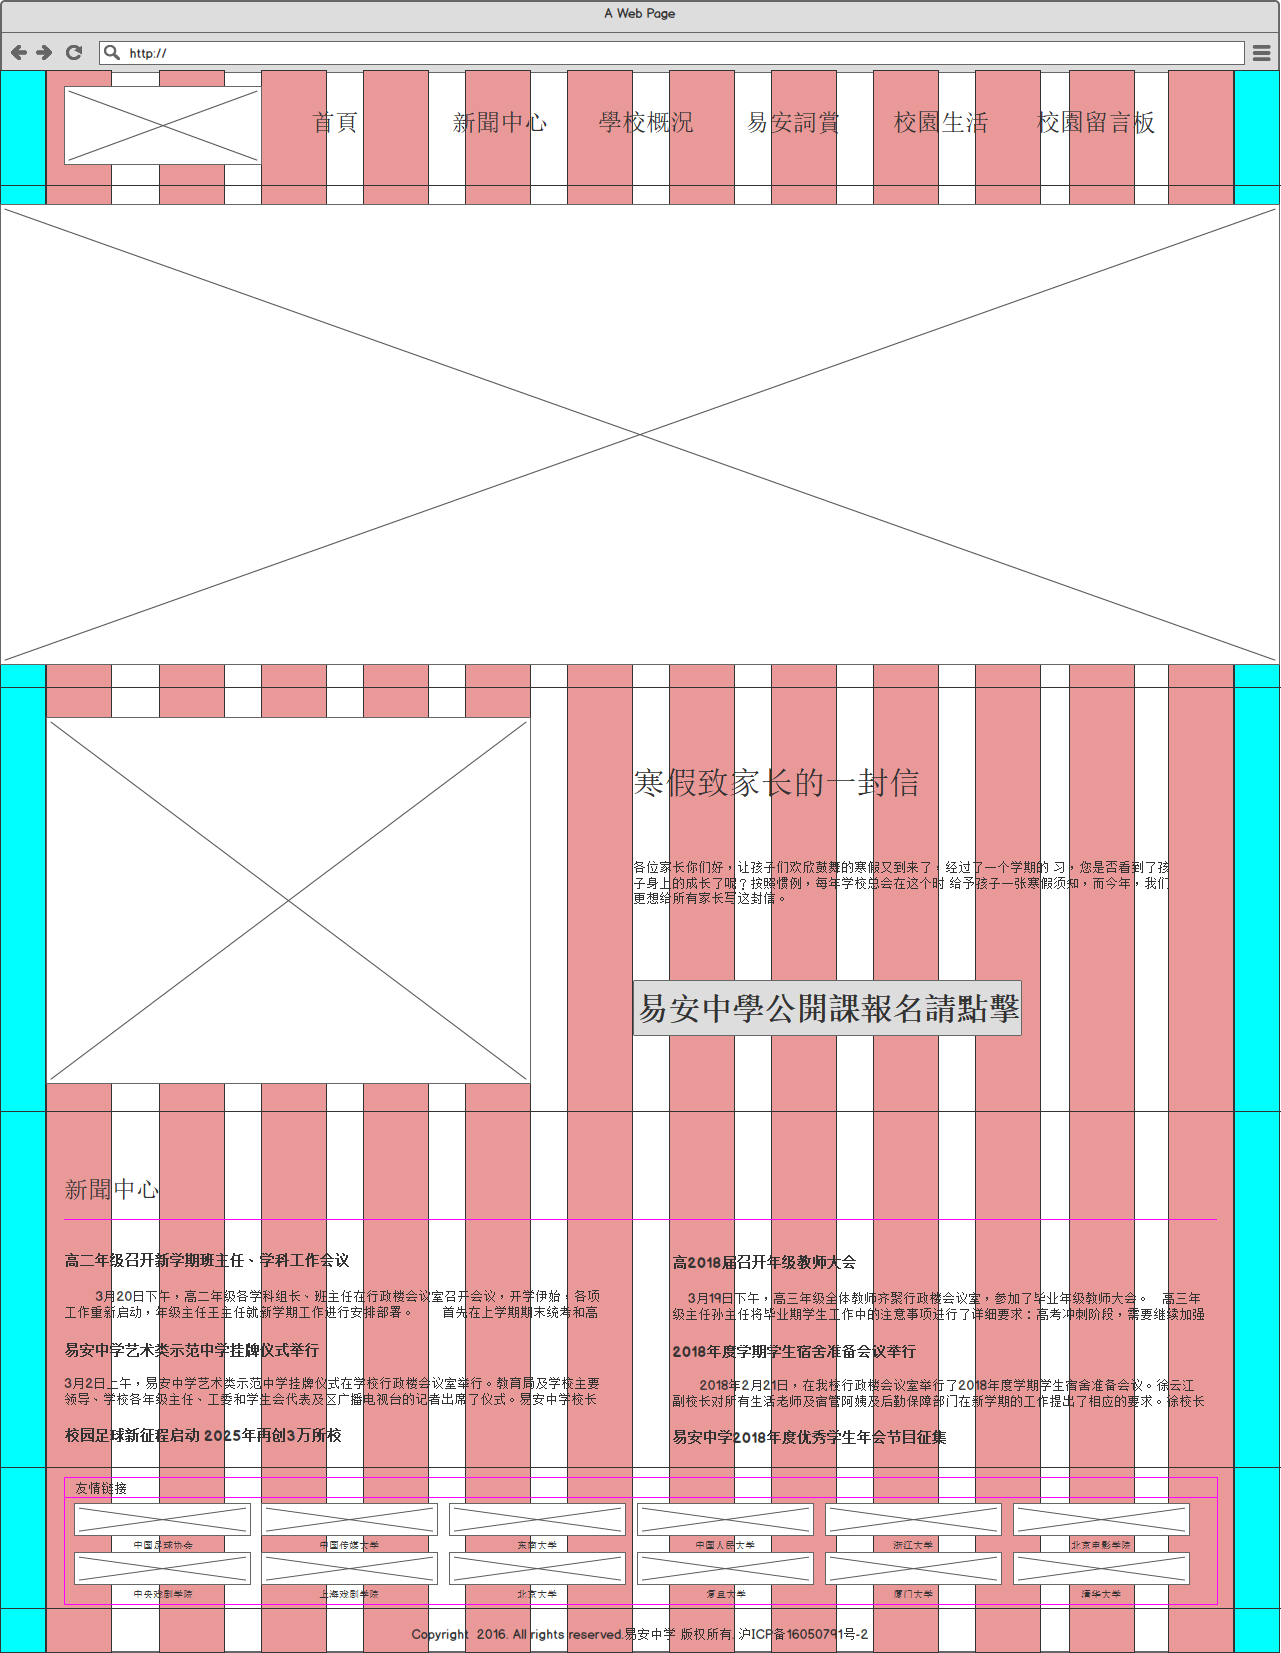 A Web Page
http://
首頁 新聞中心 學校概況 易安詞賞 校園生活 校園留言板
寒假致家长的一封信
各位家长你们好，让孩子们欢欣鼓舞的寒假又到来了，经过了一个学期的 习，您是否看到了孩
子身上的成长了呢？按照惯例，每年学校总会在这个时 给予孩子一张寒假须知，而今年，我们
更想给所有家长写这封信。
易安中學公開課報名請點擊
新聞中心
高二年级召开新学期班主任、学科工作会议
3月20日下午，高二年级各学科组长、班主任在行政楼会议室召开会议，开学伊始，各项
工作重新启动，年级主任王主任就新学期工作进行安排部署。 首先在上学期期末统考和高
易安中学艺术类示范中学挂牌仪式举行
3月2日上午，易安中学艺术类示范中学挂牌仪式在学校行政楼会议室举行。教育局及学校主要
领导、学校各年级主任、工委和学生会代表及区广播电视台的记者出席了仪式。易安中学校长
校园足球新征程启动 2025年再创3万所校
高2018届召开年级教师大会
3月19日下午，高三年级全体教师齐聚行政楼会议室，参加了毕业年级教师大会。 高三年
级主任孙主任将毕业期学生工作中的注意事项进行了详细要求：高考冲刺阶段，需要继续加强
2018年度学期学生宿舍准备会议举行
2018年2月21日，在我校行政楼会议室举行了2018年度学期学生宿舍准备会议。徐云江
副校长对所有生活老师及宿管阿姨及后勤保障部门在新学期的工作提出了相应的要求。徐校长
易安中学2018年度优秀学生年会节目征集
友情链接
中国足球协会 中国传媒大学 东南大学 中国人民大学 浙江大学 北京电影学院
中央戏剧学院 上海戏剧学院 北京大学 复旦大学 厦门大学 清华大学
Copyright 2016. All rights reserved.易安中学 版权所有. 沪ICP备16050791号-2